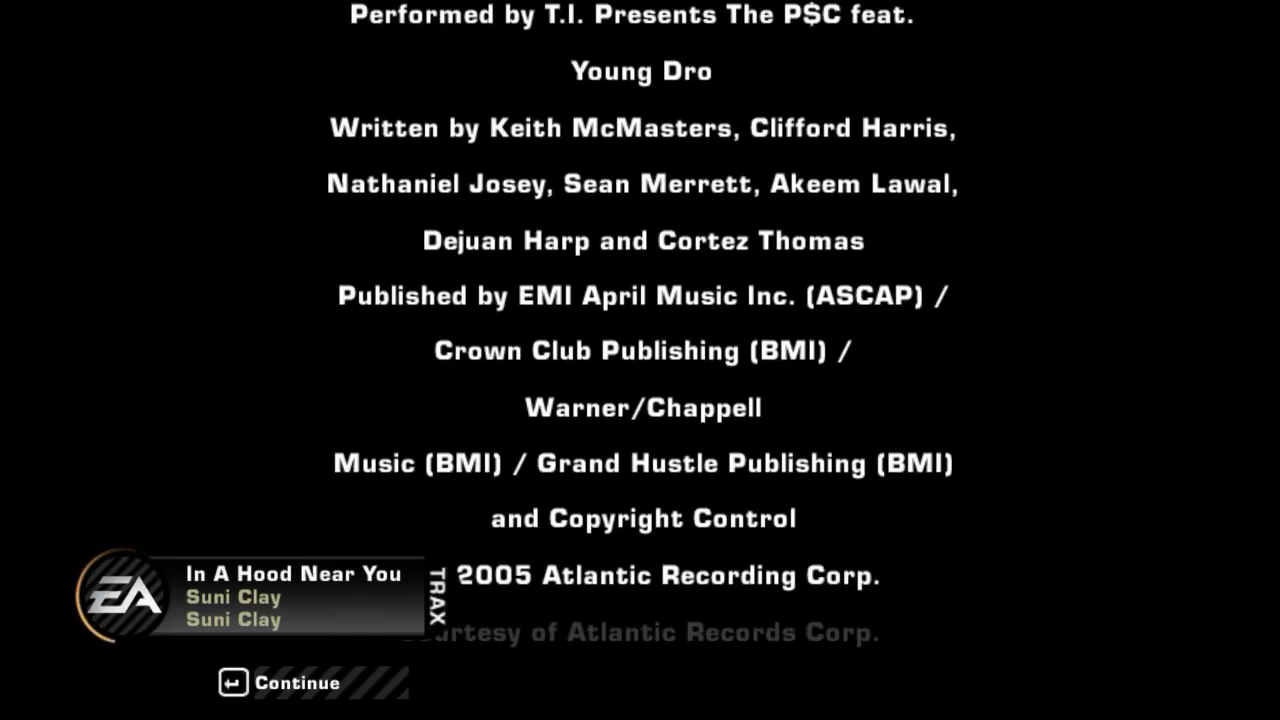 Performed by T.I. Presents The P$C feat.
Young Dro
Written by Keith McMasters, Clifford Harris,
Nathaniel Josey, Sean Merrett, Akeem Lawal,
Dejuan Harp and Cortez Thomas
Published by EMI April Music Inc. (ASCAP) /
Crown Club Publishing (BMI) /
Warner/Chappell
Music (BMI) / Grand Hustle Publishing (BMI)
and Copyright Control
2005 Atlantic Recording Corp.
of Atlantic Records Corp.
EA
In A Hood Near You
Suni Clay
Suni Clay
TRAX
Continue